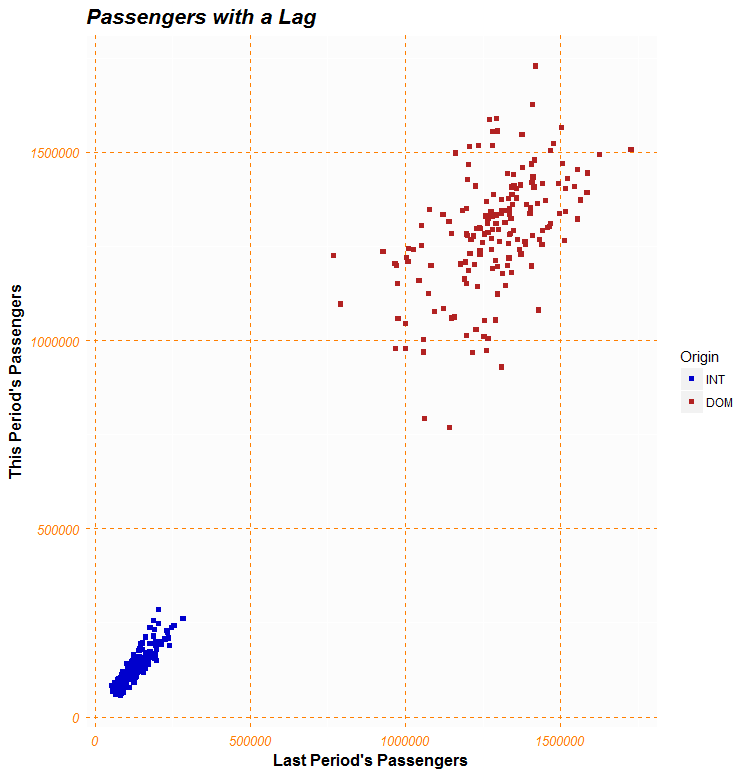 Passengers with a Lag
This Period's Passengers
1500000
1000000
500000
0
0 500000 1000000 1500000
Last Period's Passengers
Origin
INT
DOM